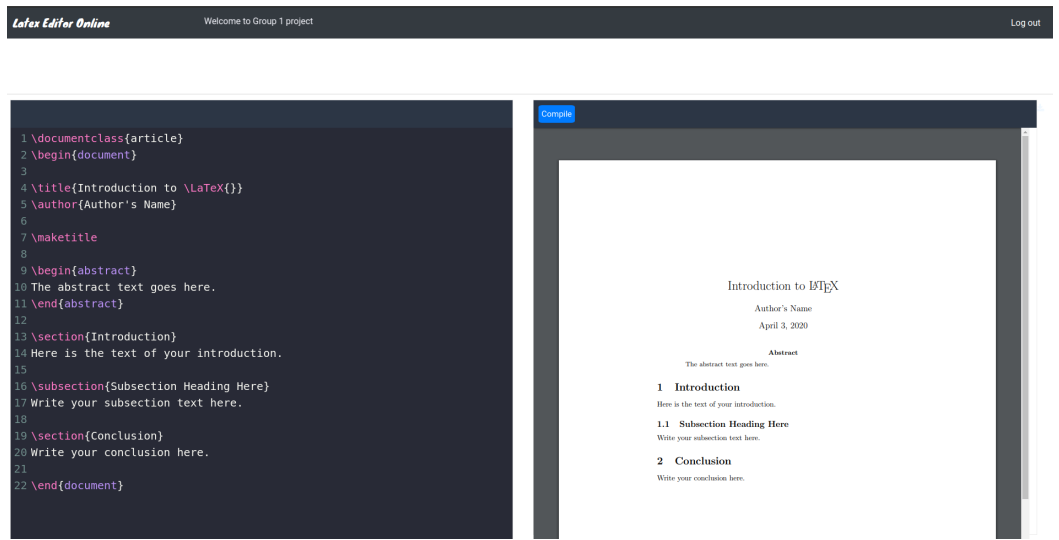 Latex Editor Online
Welcome to Group 1 project
Log out
Compile
1 \documentclass{article}
2 \begin{document}
3
4 \title{Introduction to \LaTeX{}}
5 \author{Author's Name}
6
7 \maketitle
8
9 \begin{abstract}
10 The abstract text goes here.
11 \end{abstract}
12
13 \section{Introduction}
14 Here is the text of your introduction.
15
16 \subsection{Subsection Heading Here}
17 Write your subsection text here.
18
19 \section{Conclusion}
20 Write your conclusion here.
21
22 \end{document}
Introduction to LATEX
Author's Name
April 3, 2020
Abstract
The abstract text goes here.
1 Introduction
Here is the text of your introduction.
1.1 Subsection Heading Here
Write your subsection text here.
2 Conclusion
Write your conclusion here.